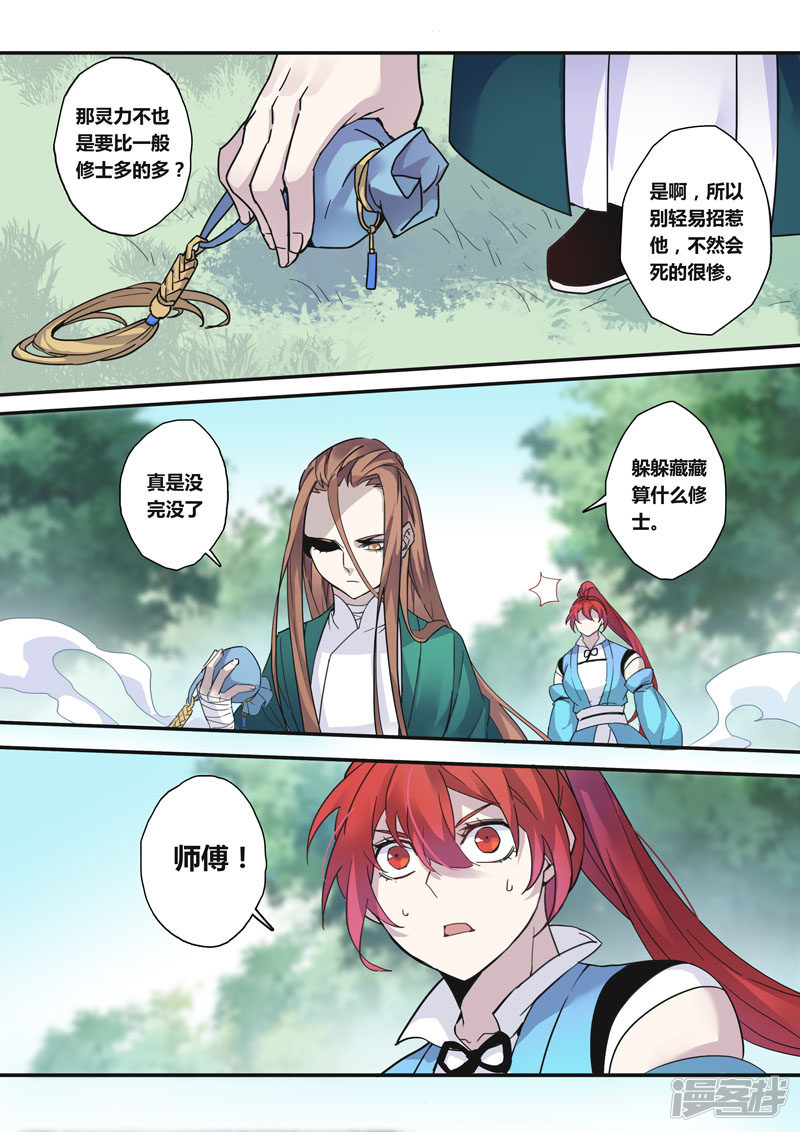 那灵力不也
是要比一般
修士多的多？
是啊，所以
别轻易招惹
他，不然会
死的很惨。
真是没
完没了
躲躲藏藏
算什么修
士。
师傅！
漫客栈